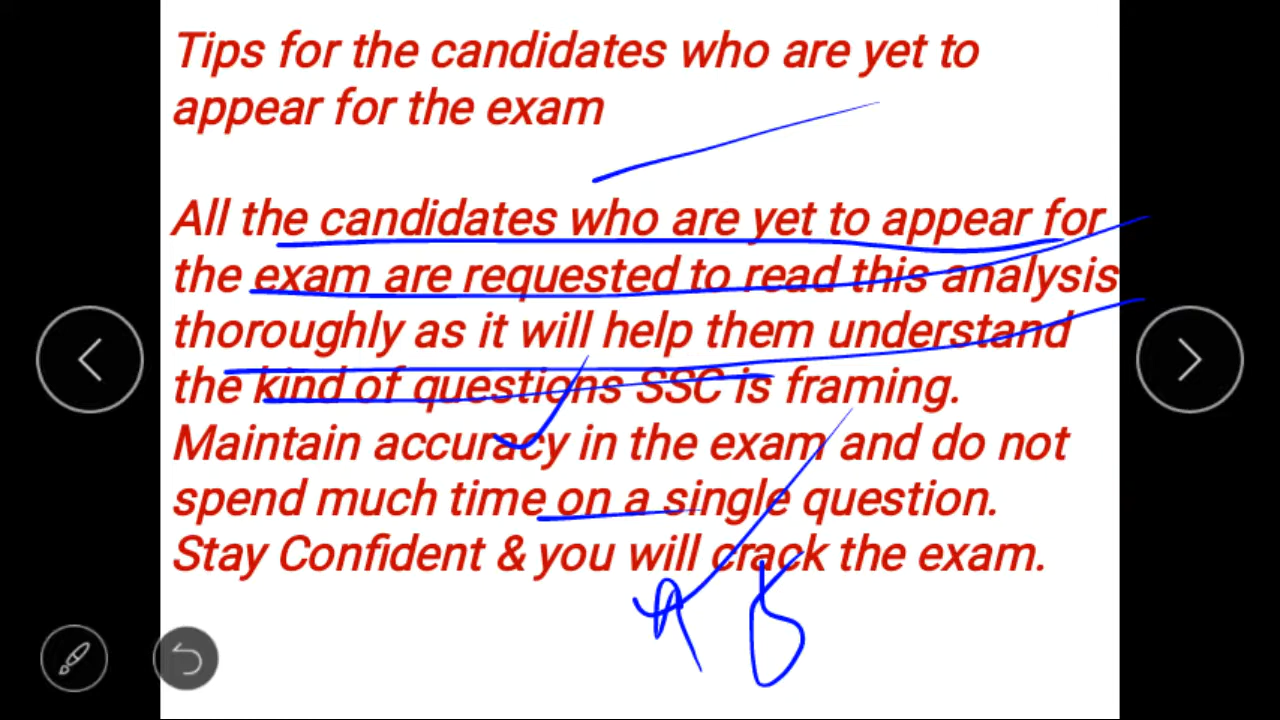 Tips for the candidates who are yet to
appear for the exam
All the candidates who are yet to appear for
the exam are requested to read this analysis
thoroughly as it will help them understand
the kind of questions SSC is framing.
Maintain accuracy in the exam and do not
spend much time on a single question.
Stay Confident & you will crack the exam.